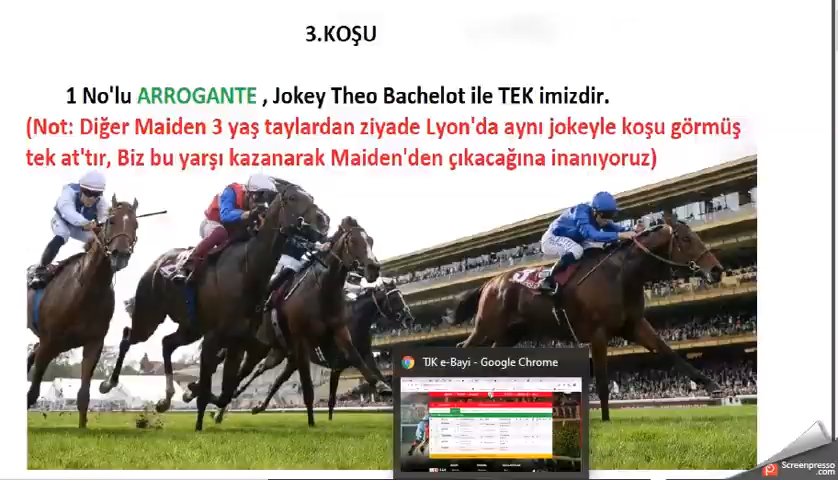 3.KOŞU
1 No'lu ARROGANTE , Jokey Theo Bachelot ile TEK imizdir.
(Not: Diğer Maiden 3 yaş taylardan ziyade Lyon'da aynı jokeyle koşu görmüş
tek at'tır, Biz bu yarşı kazanarak Maiden'den çıkacağına inanıyoruz)
TJK e-Bayi - Google Chrome
Screenpresso
.com